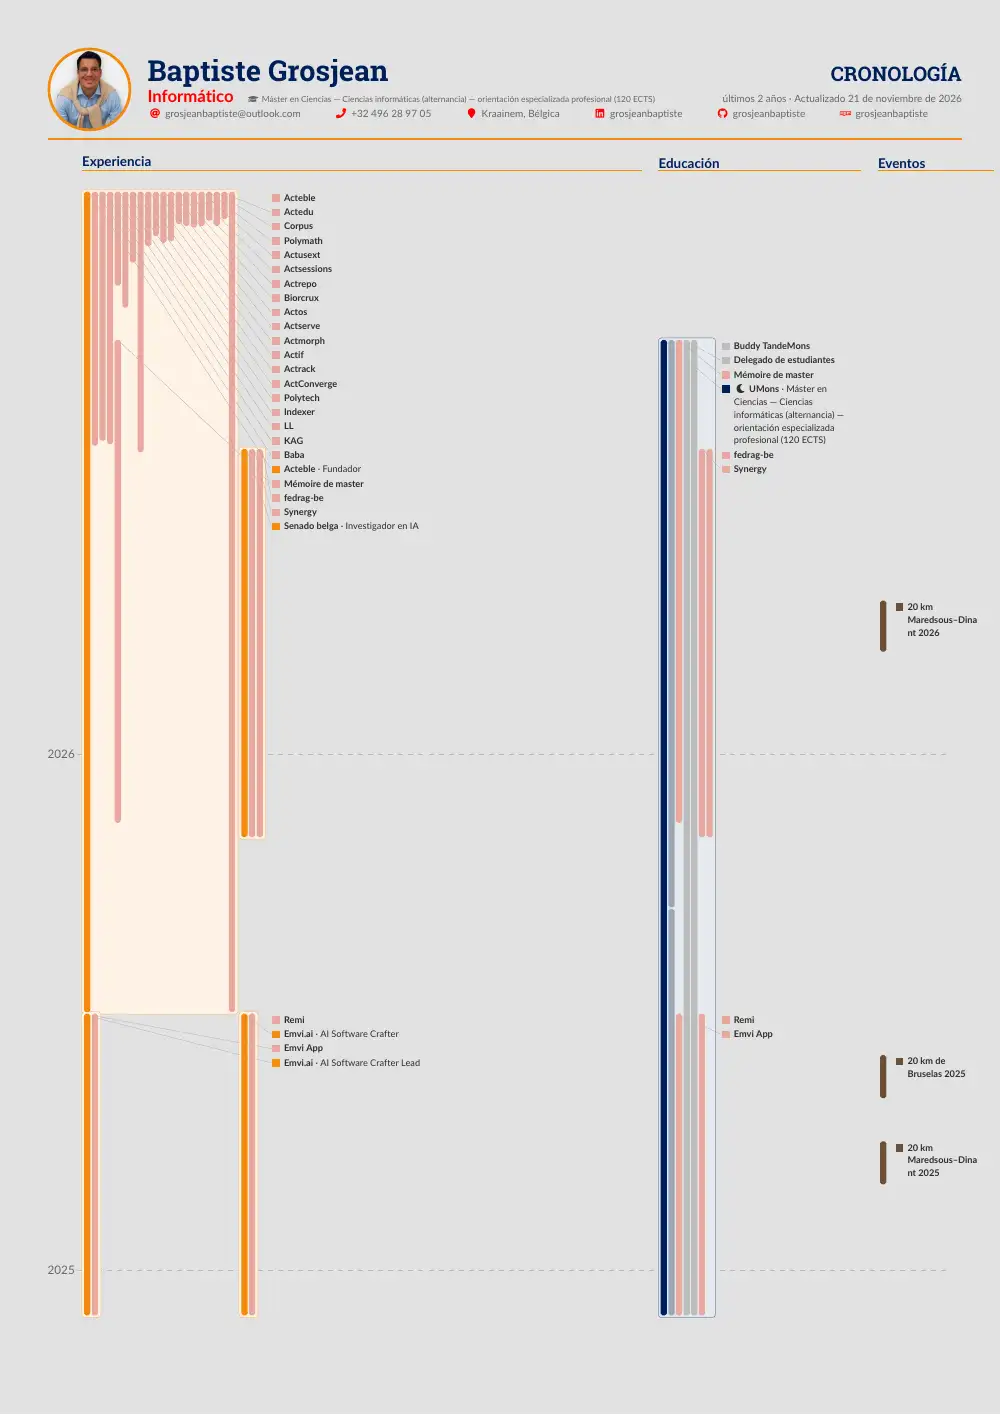 Baptiste Grosjean
CRONOLOGÍA
Informático
Máster en Ciencias — Ciencias informáticas (alternancia) — orientación especializada profesional (120 ECTS)
últimos 2 años · Actualizado 21 de noviembre de 2026
grosjeanbaptiste@outlook.com
+32 496 28 97 05
Kraainem, Bélgica
grosjeanbaptiste
grosjeanbaptiste
grosjeanbaptiste
Experiencia
Acteble
Actedu
Corpus
Polymath
Actusext
Actsessions
Actrepo
Biorcrux
Actos
Actserve
Actmorph
Actif
Actrack
ActConverge
Polytech
Indexer
LL
KAG
Baba
Acteble · Fundador
Mémoire de master
fedrag-be
Synergy
Senado belga · Investigador en IA
Remi
Emvi.ai · AI Software Crafter
Emvi App
Emvi.ai · AI Software Crafter Lead
2026
2025
Educación
Buddy TandeMons
Delegado de estudiantes
Mémoire de master
UMons · Máster en
Ciencias — Ciencias
informáticas (alternancia) —
orientación especializada
profesional (120 ECTS)
fedrag-be
Synergy
Remi
Emvi App
Eventos
20 km
Maredsous–Dina
nt 2026
20 km de
Bruselas 2025
20 km
Maredsous–Dina
nt 2025